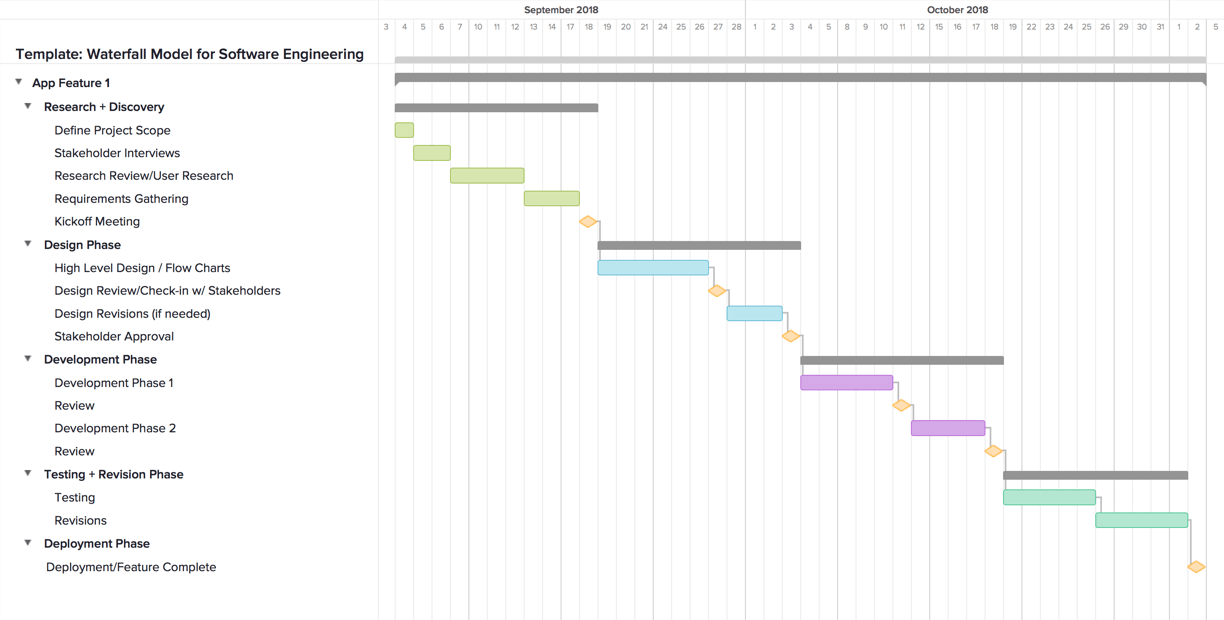 September 2018 October 2018
3 4 5 6 7 10 11 12 13 14 17 18 19 20 21 24 25 26 27 28 1 2 3 4 5 8 9 10 11 12 15 16 17 18 19 22 23 24 25 26 29 30 31 1 2 5
Template: Waterfall Model for Software Engineering
App Feature 1
Research + Discovery
Define Project Scope
Stakeholder Interviews
Research Review/User Research
Requirements Gathering
Kickoff Meeting
Design Phase
High Level Design / Flow Charts
Design Review/Check-in w/ Stakeholders
Design Revisions (if needed)
Stakeholder Approval
Development Phase
Development Phase 1
Review
Development Phase 2
Review
Testing + Revision Phase
Testing
Revisions
Deployment Phase
Deployment/Feature Complete